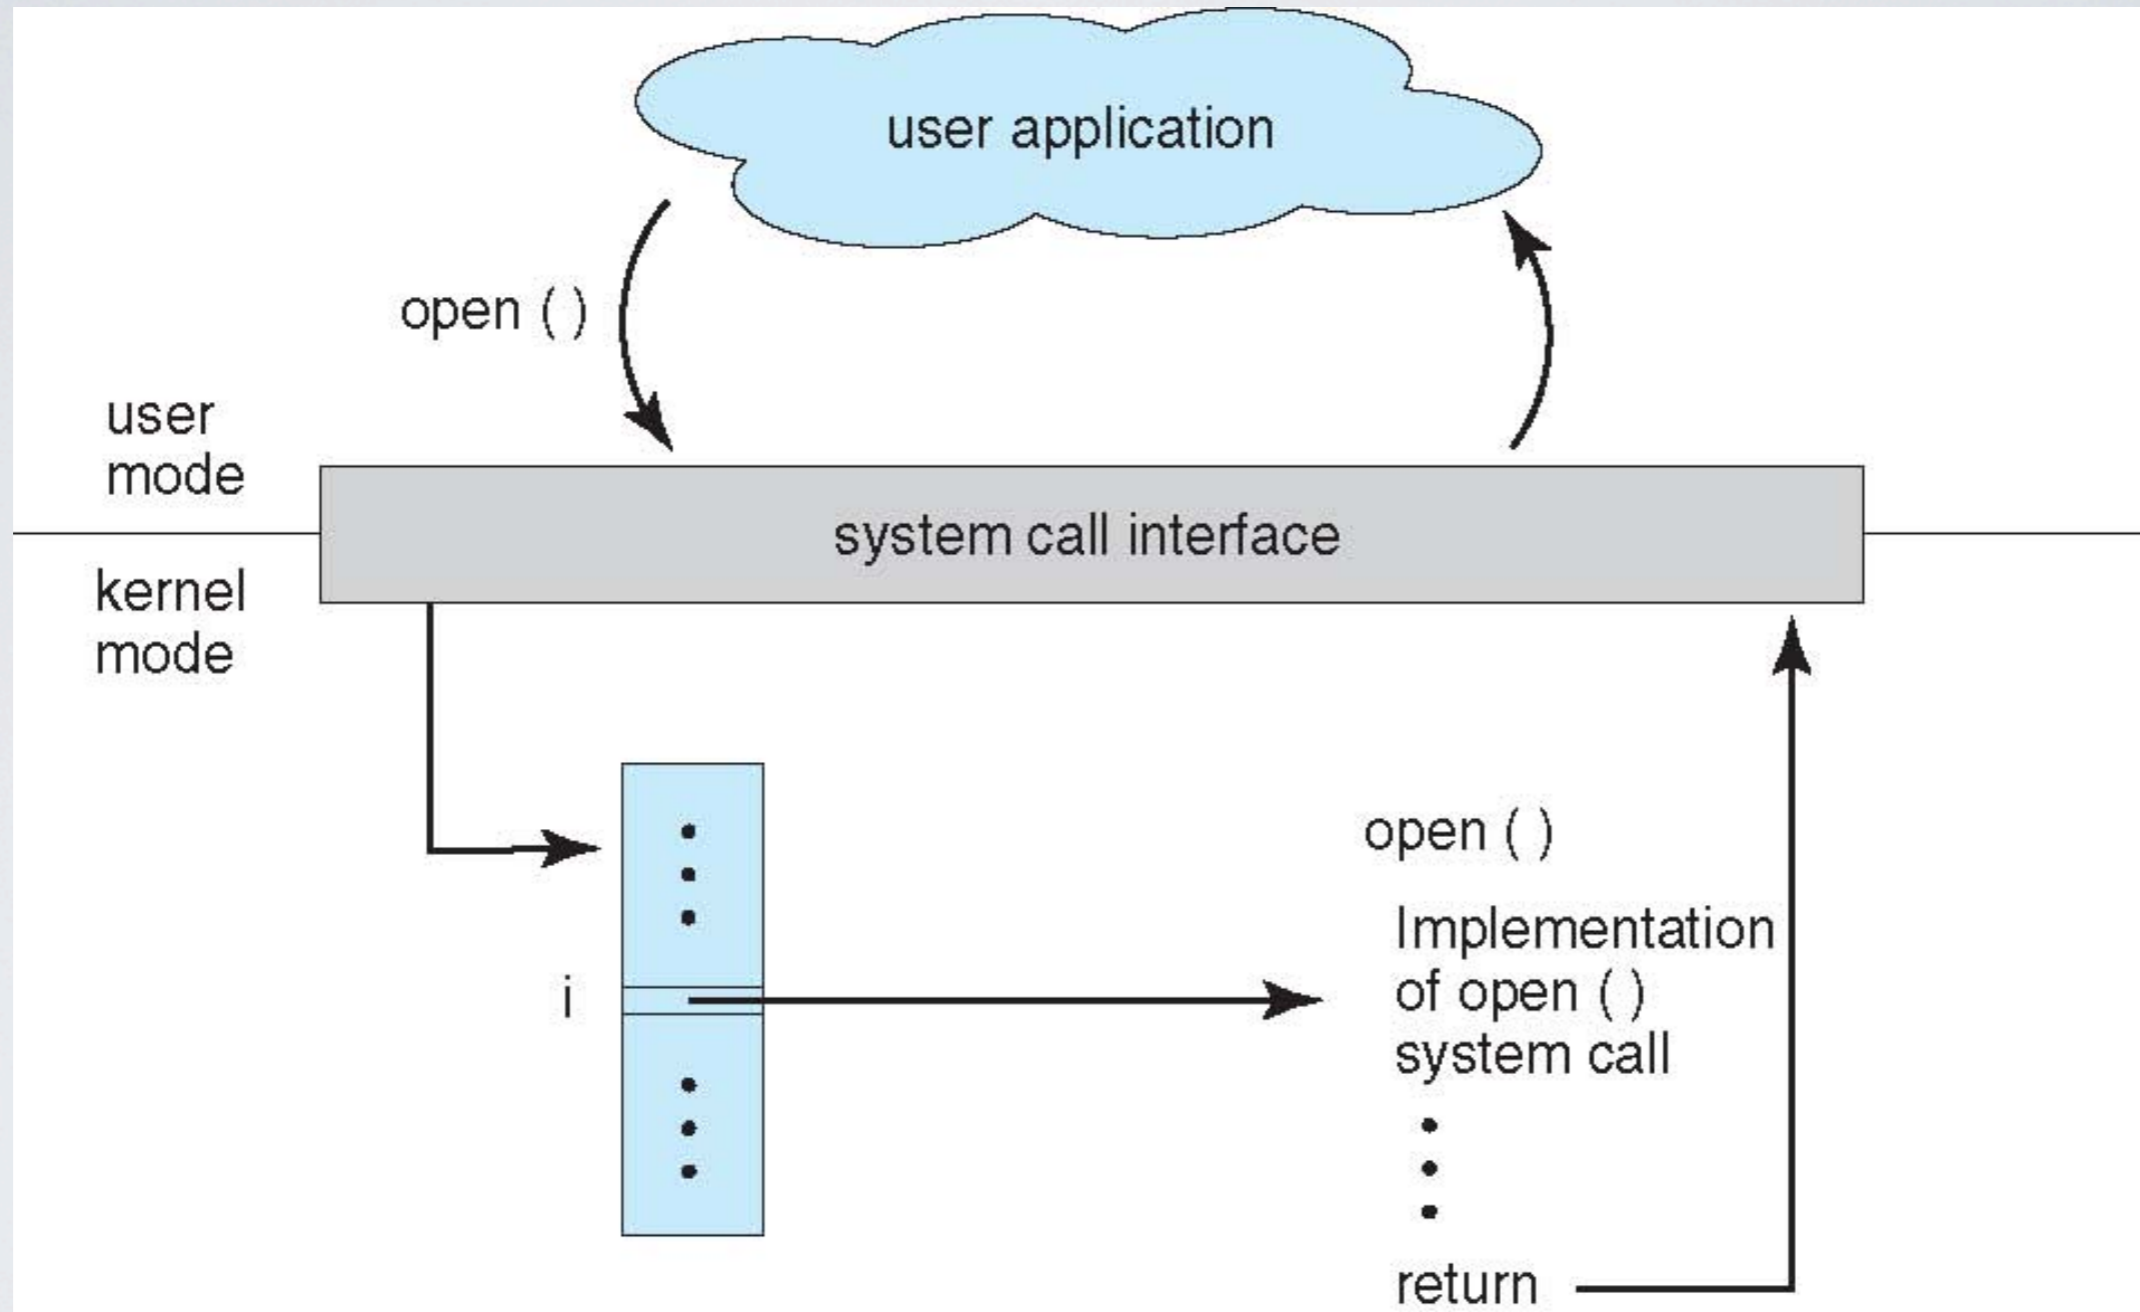 user application
open ( )
user
mode
system call interface
kernel
mode
i
open ( )
Implementation
of open ( )
system call
return